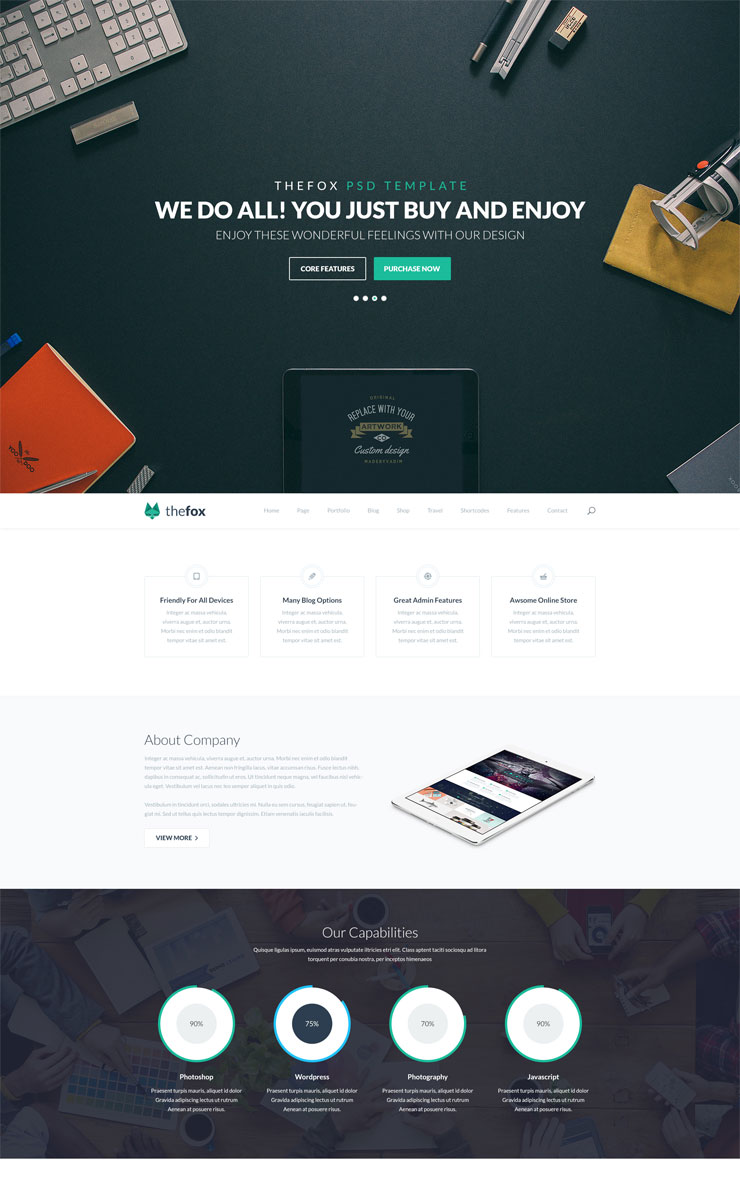 THEFOX PSD TEMPLATE
WE DO ALL! YOU JUST BUY AND ENJOY
ENJOY THESE WONDERFUL FEELINGS WITH OUR DESIGN
CORE FEATURES
PURCHASE NOW
ORIGINAL
REPLACE WITH YOUR
ARTWORK
CO
Custom design
MADEBYVADIM
thefox
Home
Page
Portfolio
Blog
Shop
Travel
Shortcodes
Features
Contact
Friendly For All Devices
Integer ac massa vehicula,
viverra augue et, auctor urna.
Morbi nec enim et odio blandit
tempor vitae sit amet est.
Many Blog Options
Integer ac massa vehicula,
viverra augue et, auctor urna.
Morbi nec enim et odio blandit
tempor vitae sit amet est.
Great Admin Features
Integer ac massa vehicula,
viverra augue et, auctor urna.
Morbi nec enim et odio blandit
tempor vitae sit amet est.
Awsome Online Store
Integer ac massa vehicula,
viverra augue et, auctor urna.
Morbi nec enim et odio blandit
tempor vitae sit amet est.
About Company
Integer ac massa vehicula, viverra augue et, auctor urna. Morbi nec enim et odio blandit
tempor vitae sit amet est. Aenean non fringilla lacus, vitae accumsan risus. Fusce lectus nibh,
dapibus in consequat ac, sollicitudin ut eros. Ut tincidunt neque magna, vel faucibus nisl vehic-
ula eget. Vestibulum vel lacus nec leo semper aliquet in quis odio.
Vestibulum in tincidunt orci, sodales ultricies mi. Nulla eu sem cursus, feugiat sapien ut, feu-
giat mi. Sed ut tellus quis lectus tempor dignissim. Etiam venenatis iaculis facilisis.
VIEW MORE
Our Capabilities
Quisque ligulas ipsum, euismod atras vulputate iltricies etri elit. Class aptent taciti sociosqu ad litora
torquent per conubia nostra, per inceptos himenaeos
90%
75%
70%
90%
Photoshop
Praesent turpis mauris, aliquet id dolor
Gravida adipiscing lectus ut rutrum
Aenean at posuere risus.
Wordpress
Praesent turpis mauris, aliquet id dolor
Gravida adipiscing lectus ut rutrum
Aenean at posuere risus.
Photography
Praesent turpis mauris, aliquet id dolor
Gravida adipiscing lectus ut rutrum
Aenean at posuere risus.
Javascript
Praesent turpis mauris, aliquet id dolor
Gravida adipiscing lectus ut rutrum
Aenean at posuere risus.